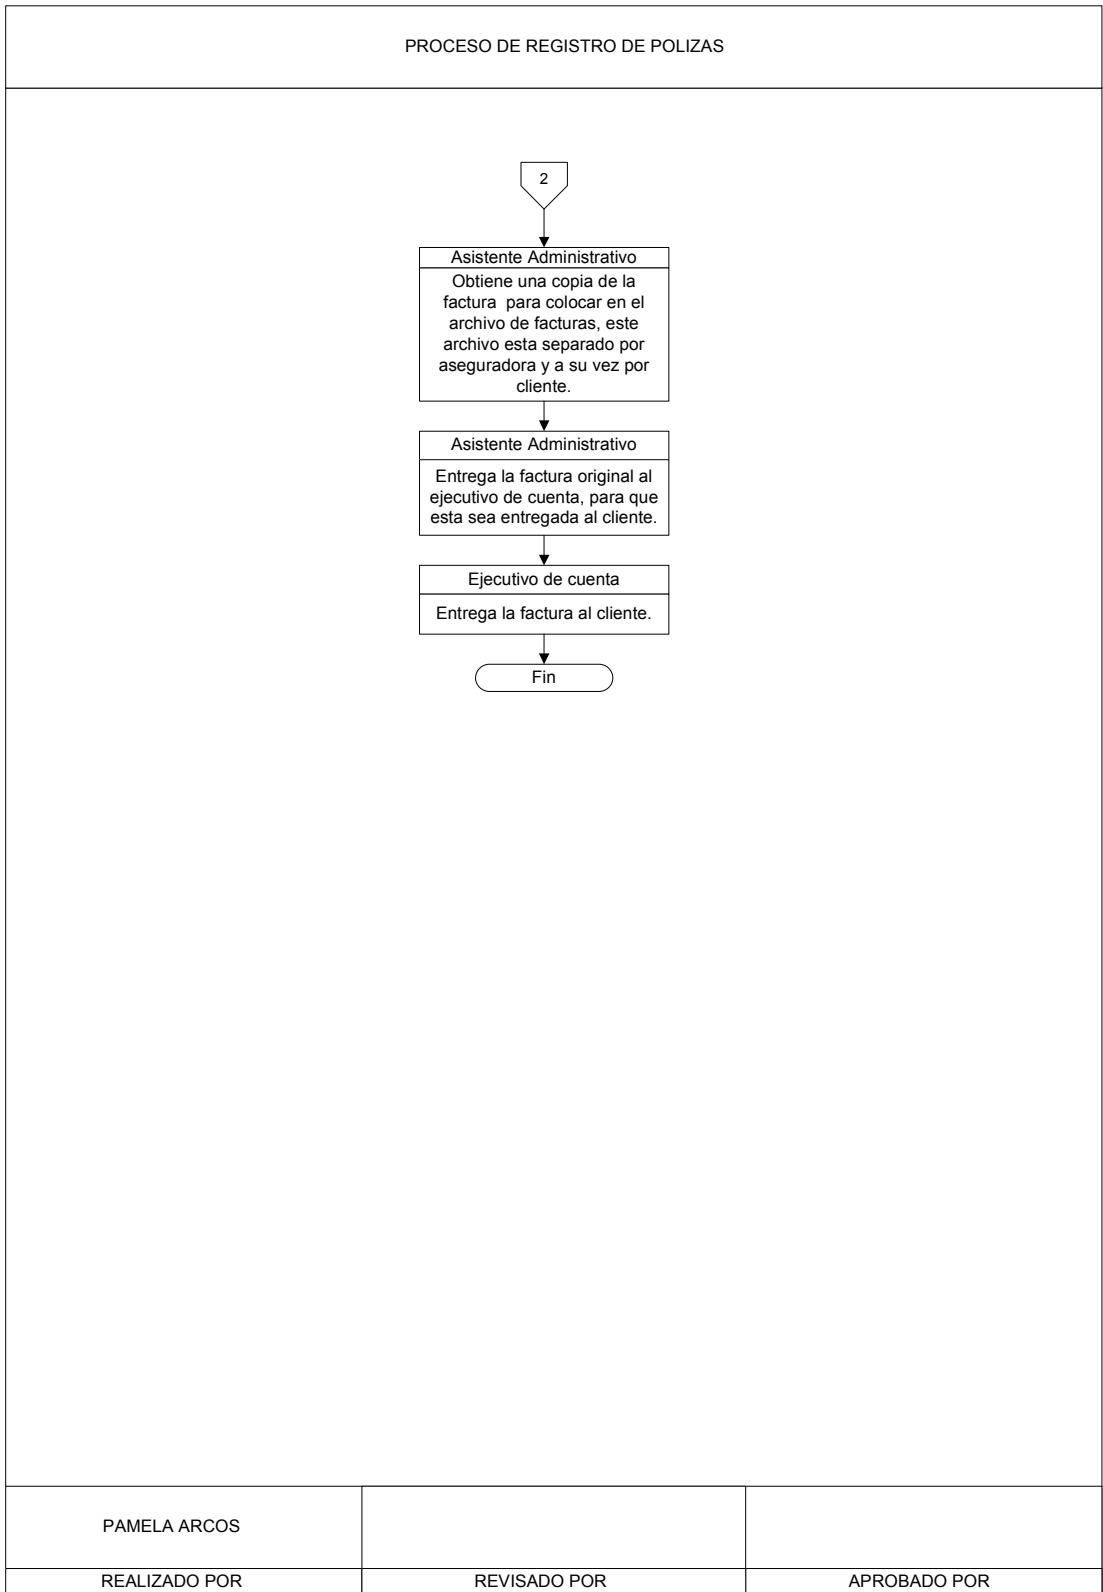 PROCESO DE REGISTRO DE POLIZAS
2
Asistente Administrativo
Obtiene una copia de la
factura  para colocar en el
archivo de facturas, este
archivo esta separado por
aseguradora y a su vez por
cliente.
Asistente Administrativo
Entrega la factura original al
ejecutivo de cuenta, para que
esta sea entregada al cliente.
Ejecutivo de cuenta
Entrega la factura al cliente.
Fin
PAMELA ARCOS
REALIZADO POR
REVISADO POR
APROBADO POR